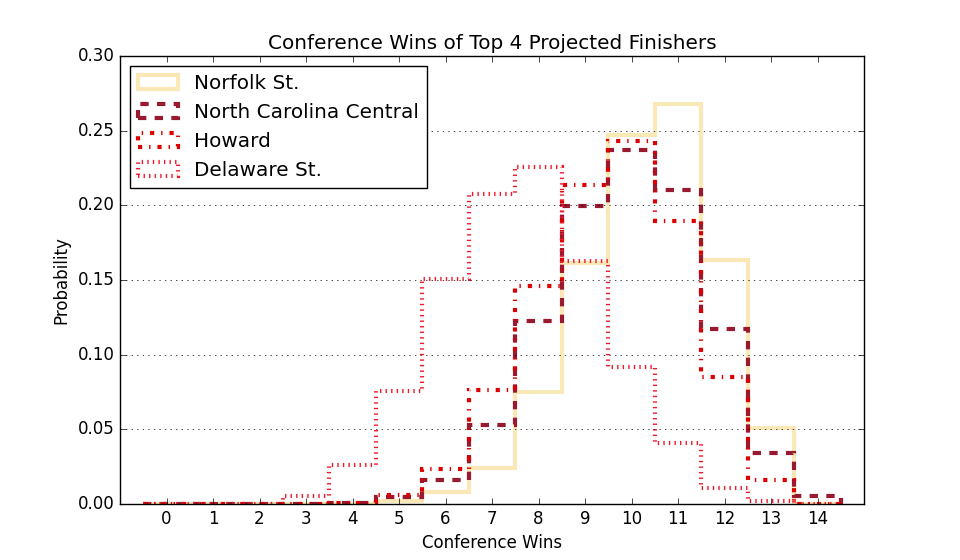 Conference Wins of Top 4 Projected Finishers
0.30
0.25
0.20
0.15
0.10
0.05
0.00
Probability
Norfolk St.
North Carolina Central
Howard
Delaware St.
0 1 2 3 4 5 6 7 8 9 10 11 12 13 14
Conference Wins